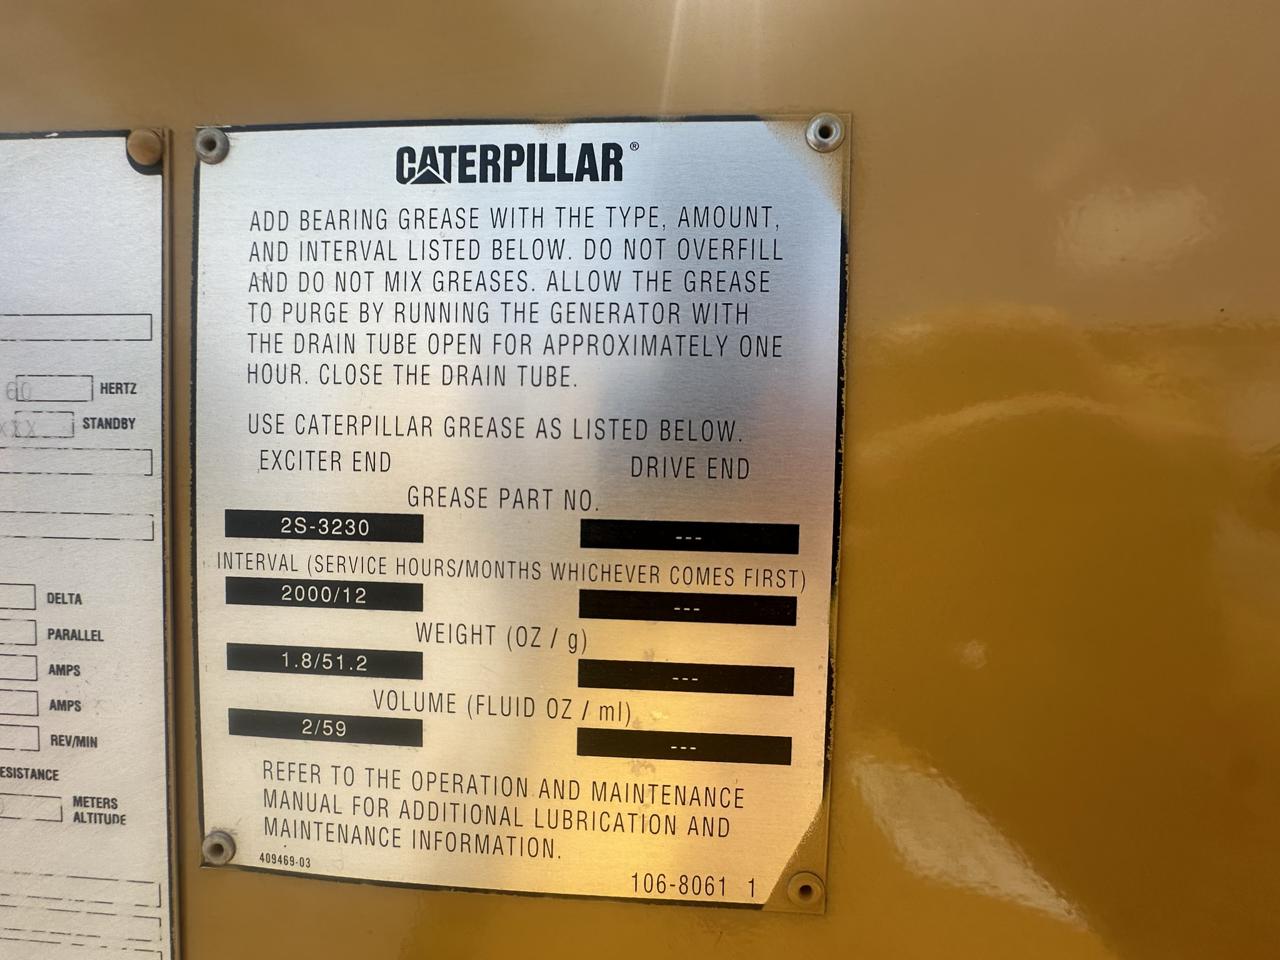 CATERPILLAR®
ADD BEARING GREASE WITH THE TYPE, AMOUNT,
AND INTERVAL LISTED BELOW. DO NOT OVERFILL
AND DO NOT MIX GREASES. ALLOW THE GREASE
TO PURGE BY RUNNING THE GENERATOR WITH
THE DRAIN TUBE OPEN FOR APPROXIMATELY ONE
HOUR. CLOSE THE DRAIN TUBE.
USE CATERPILLAR GREASE AS LISTED BELOW.
EXCITER END DRIVE END
GREASE PART NO.
2S-3230 ---
INTERVAL (SERVICE HOURS/MONTHS WHICHEVER COMES FIRST)
2000/12 ---
WEIGHT (OZ / g)
1.8/51.2 ---
VOLUME (FLUID OZ / ml)
2/59 ---
REFER TO THE OPERATION AND MAINTENANCE
MANUAL FOR ADDITIONAL LUBRICATION AND
MAINTENANCE INFORMATION.
409469-03
106-8061 1
60 HERTZ
STANDBY
DELTA
PARALLEL
AMPS
AMPS
REV/MIN
ESISTANCE
METERS
ALTITUDE